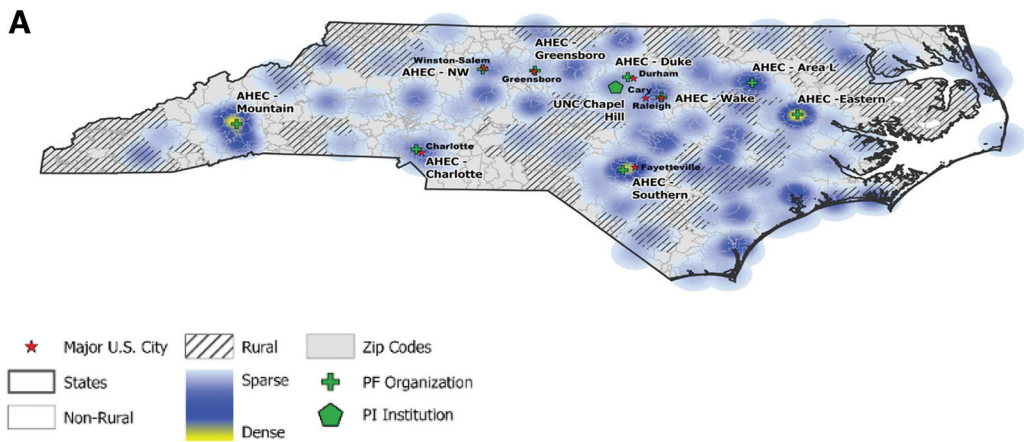 A
AHEC -
Greensboro
Winston-Salem
AHEC - NW
Greensboro
AHEC - Duke
Durham
Cary
Raleigh
UNC Chapel
Hill
AHEC - Wake
AHEC - Area L
AHEC -Eastern
AHEC -
Mountain
Charlotte
AHEC -
Charlotte
Fayetteville
AHEC -
Southern
Major U.S. City
States
Non-Rural
Rural
Sparse
Dense
Zip Codes
PF Organization
PI Institution